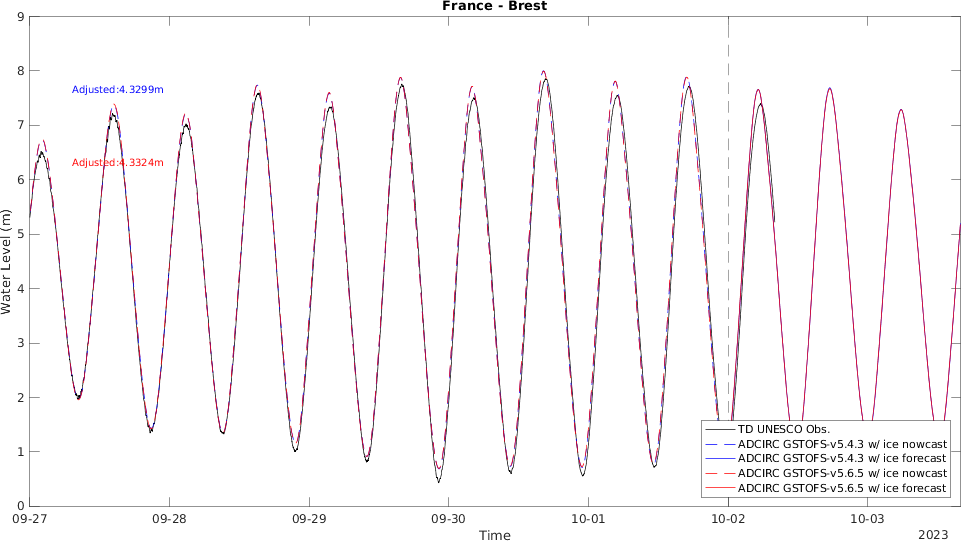 France - Brest
9
8
7
6
5
4
3
2
1
0
Water Level (m)
Adjusted:4.3299m
Adjusted:4.3324m
TD UNESCO Obs.
ADCIRC GSTOFS-v5.4.3 w/ ice nowcast
ADCIRC GSTOFS-v5.4.3 w/ ice forecast
ADCIRC GSTOFS-v5.6.5 w/ ice nowcast
ADCIRC GSTOFS-v5.6.5 w/ ice forecast
09-27 09-28 09-29 09-30 10-01 10-02 10-03
Time
2023